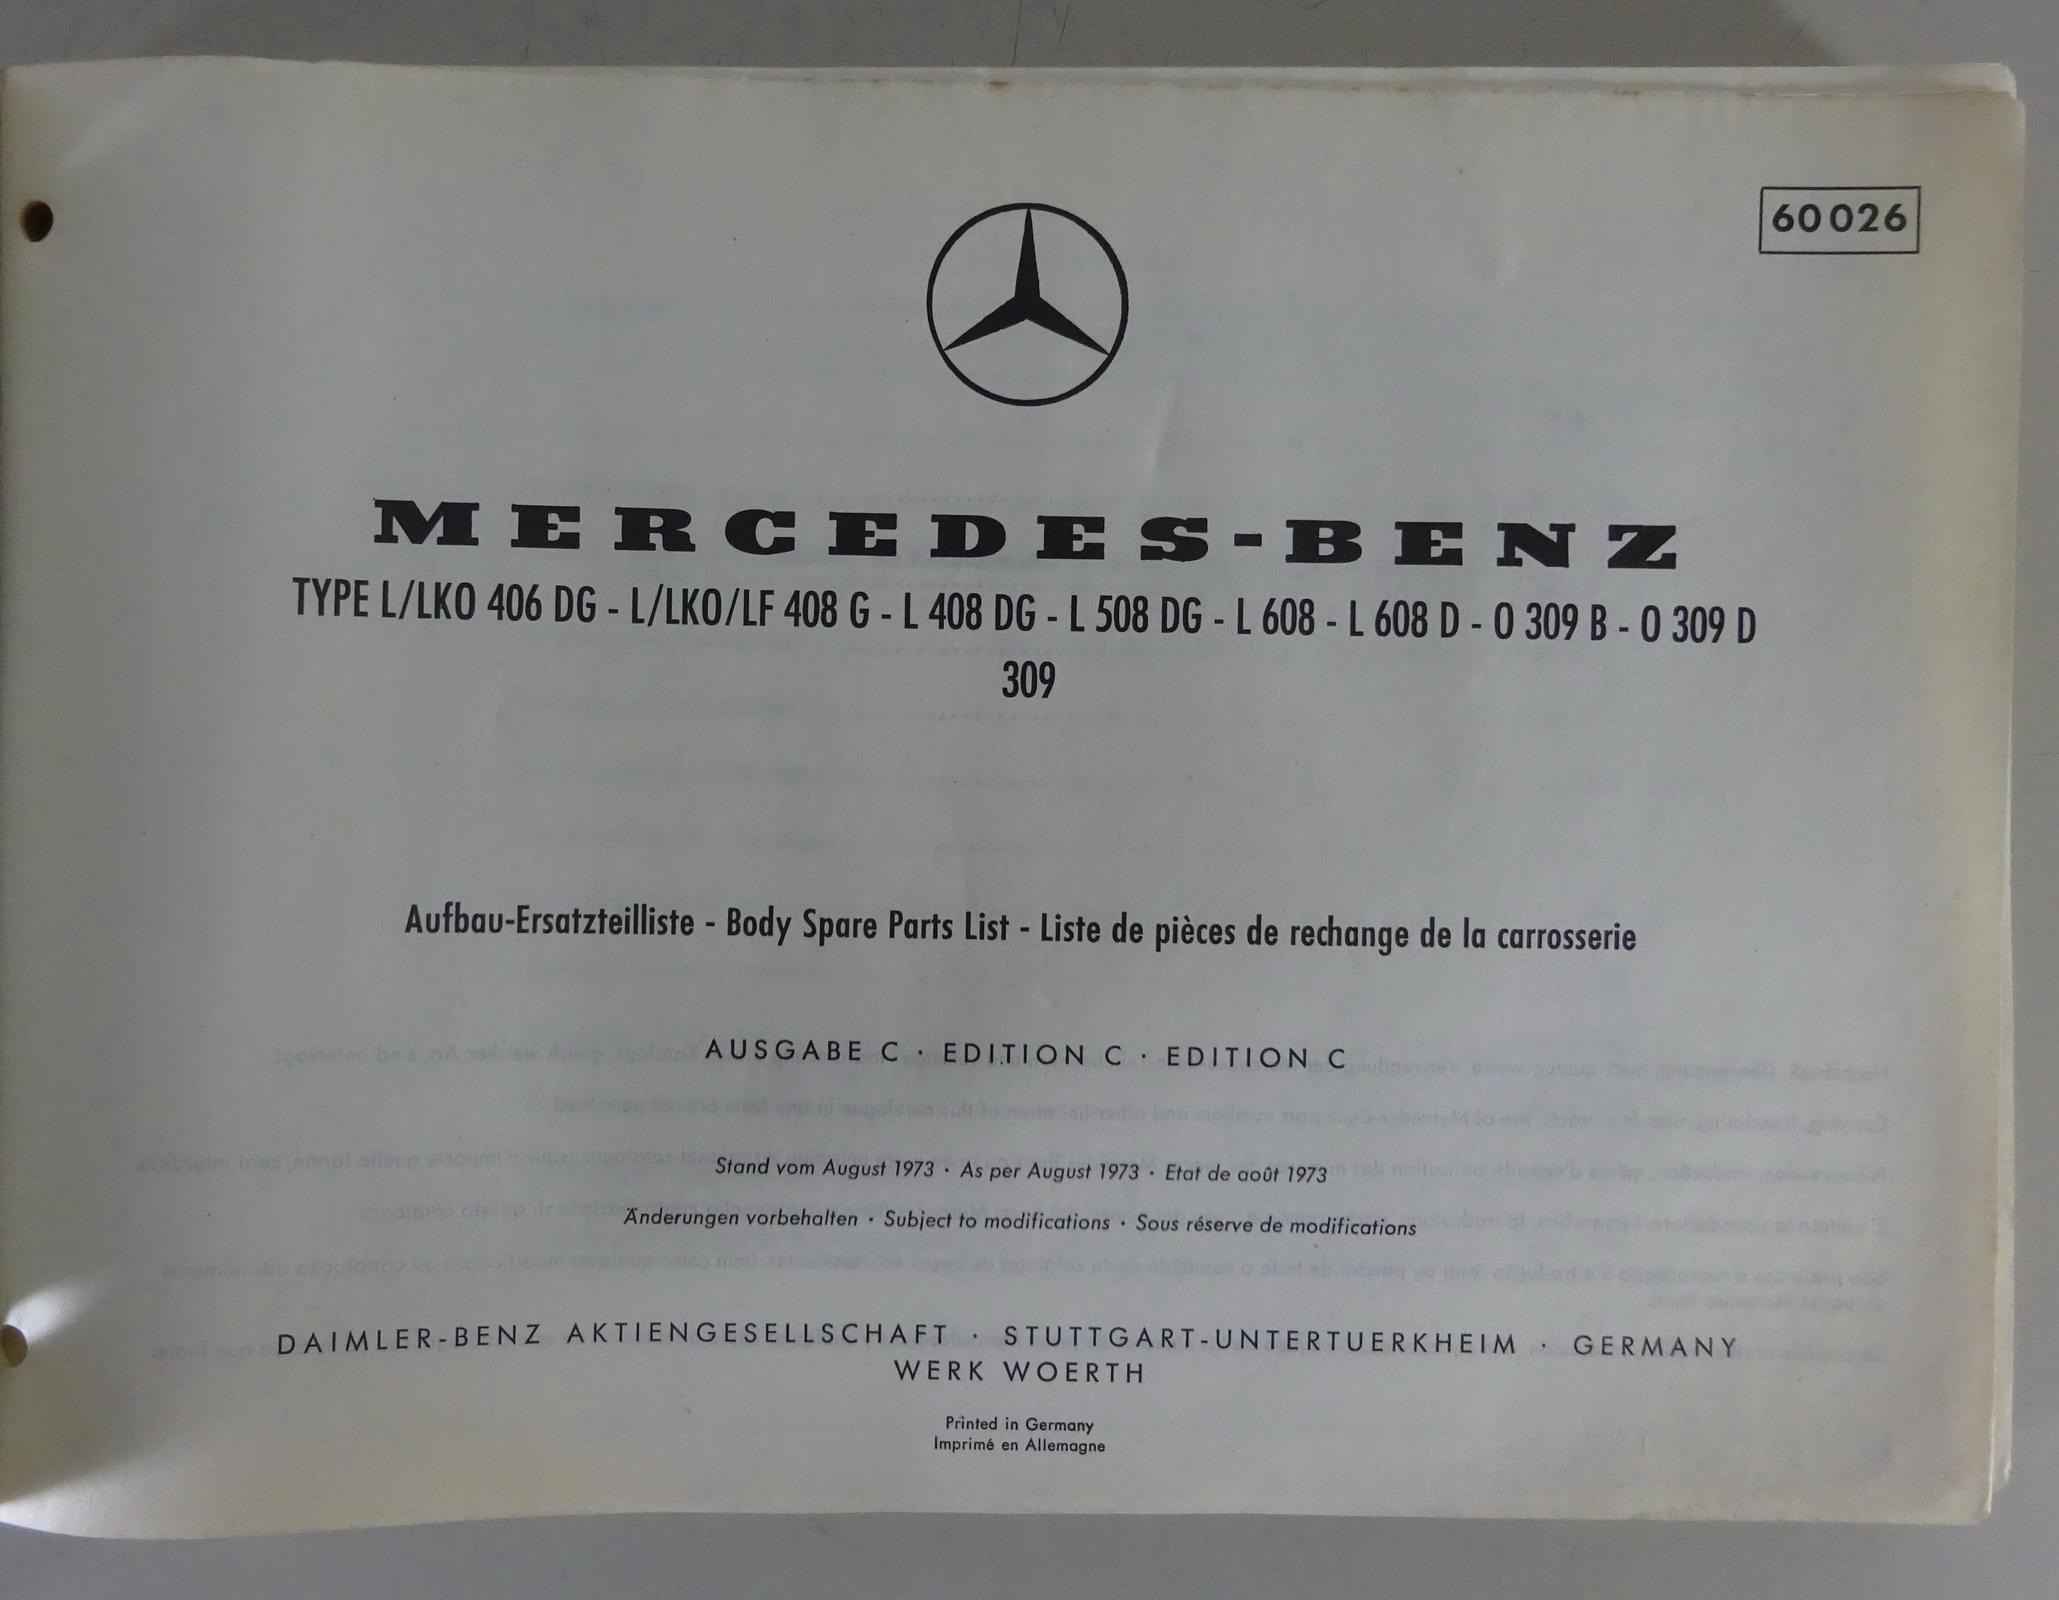 60 026
MERCEDES-BENZ
TYPE L/LKO 406 DG - L/LKO/LF 408 G - L 408 DG - L 508 DG - L 608 - L 608 D - O 309 B - O 309 D
309
Aufbau-Ersatzteilliste - Body Spare Parts List - Liste de pièces de rechange de la carrosserie
AUSGABE C · EDITION C · EDITION C
Stand vom August 1973 · As per August 1973 · Etat de août 1973
Änderungen vorbehalten · Subject to modifications · Sous réserve de modifications
DAIMLER-BENZ AKTIENGESELLSCHAFT · STUTTGART-UNTERTUERKHEIM · GERMANY
WERK WOERTH
Printed in Germany
Imprimé en Allemagne